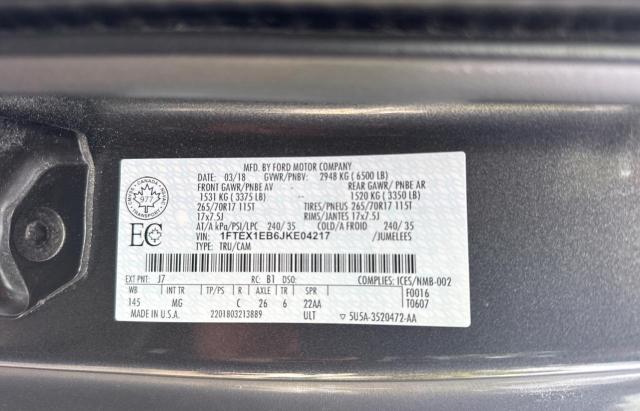 MFD. BY FORD MOTOR COMPANY
DATE: 03/18 GVWR/PNBV: 2948 KG ( 6500 LB)
FRONT GAWR/PNBE AV - REAR GAWR/ PNBE AR
1531 KG ( 3375 LB) - 1520 KG ( 3350 LB)
265/70R17 115T TIRES/PNEUS 265/70R17 115T
17x7.5J RIMS/JANTES 17x7.5J
AT/A kPa/PSI/LPC 240/ 35 COLD/A FROID 240/ 35
VIN: 1FTEX1EB6JKE04217 /JUMELEES
TYPE: TRU/CAM
CANADA
977
TRANSPORT
EC
EXT PNT: J7 RC: B1 DSO: COMPLIES: ICES/NMB-002
WB INT TR TP/PS R AXLE TR SPR F0016
145 MG C 26 6 22AA T0607
MADE IN U.S.A. 2201803213889 ULT ▽ 5U5A-3520472-AA